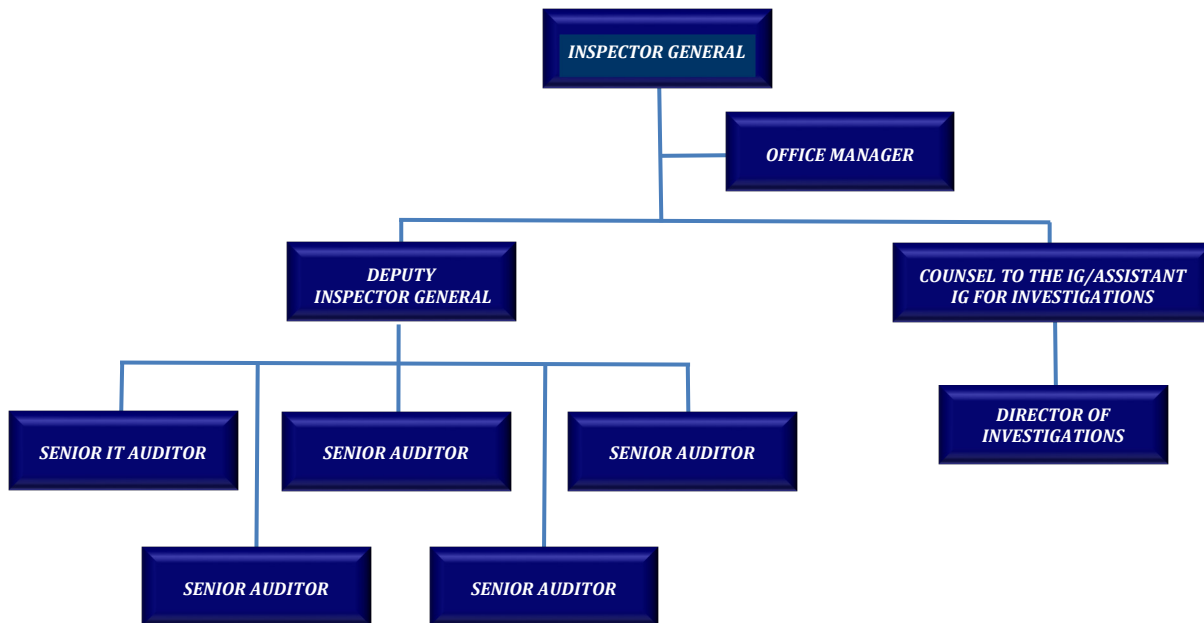 INSPECTOR GENERAL
OFFICE MANAGER
DEPUTY
INSPECTOR GENERAL
COUNSEL TO THE IG/ASSISTANT
IG FOR INVESTIGATIONS
SENIOR IT AUDITOR
SENIOR AUDITOR
SENIOR AUDITOR
DIRECTOR OF
INVESTIGATIONS
SENIOR AUDITOR
SENIOR AUDITOR